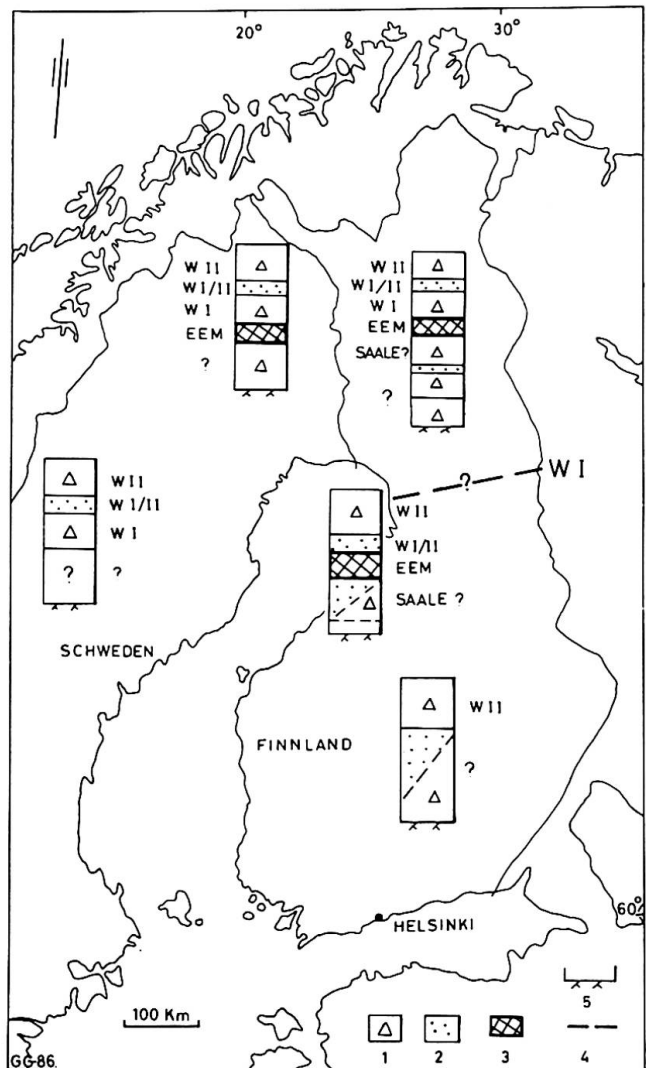 20°
30°
W II
W I/II
W I
EEM
?
W II
W I/II
W I
EEM
SAALE?
?
W II
W I/II
W I
? ?
? W I
W II
W I/II
EEM
SAALE ?
SCHWEDEN
FINNLAND
W II
?
60°
HELSINKI
100 Km
5
1 2 3 4
GG-86.